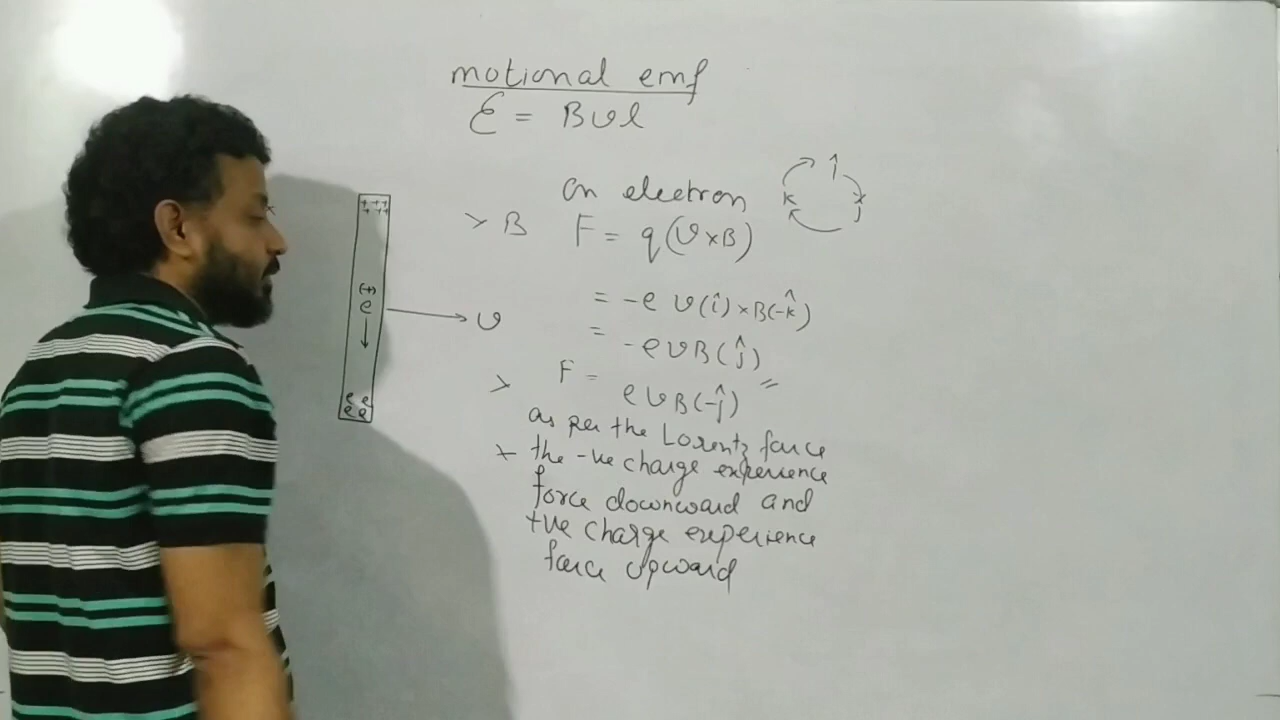 motional emf
ℰ = Bvl
on electron
î
k
j
× B F = q(v×B)
+ + + +
+ + +
(+)
e
→ v
= -e v(î) × B(-k̂)
= -evB(ĵ)
× F =
evB(-ĵ) 〃
e e
e e
as per the Lorentz force
× the -ve charge experience
force downward and
+ve charge experience
force upward